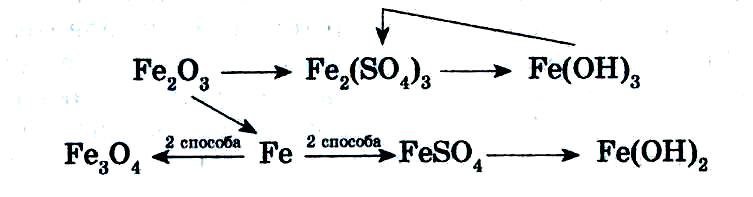 Fe₂O₃ → Fe₂(SO₄)₃ → Fe(OH)₃
Fe₃O₄ ← 2 способа Fe 2 способа → FeSO₄ → Fe(OH)₂